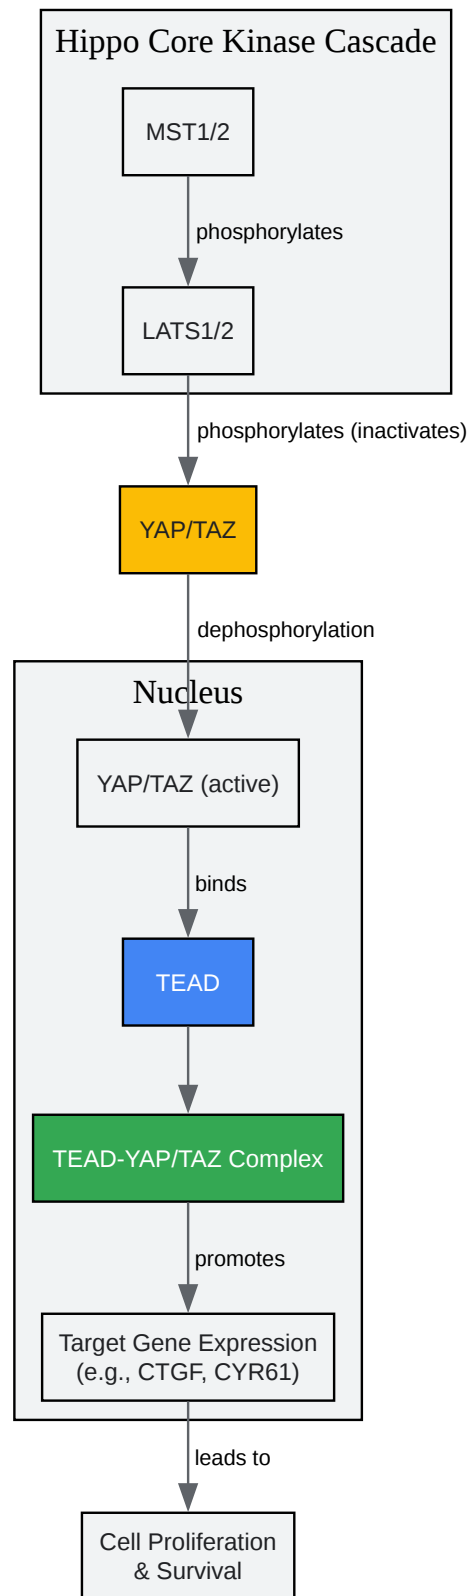 Hippo Core Kinase Cascade
MST1/2
phosphorylates
LATS1/2
phosphorylates (inactivates)
YAP/TAZ
dephosphorylation
Nucleus
YAP/TAZ (active)
binds
TEAD
TEAD-YAP/TAZ Complex
promotes
Target Gene Expression
(e.g., CTGF, CYR61)
leads to
Cell Proliferation
& Survival